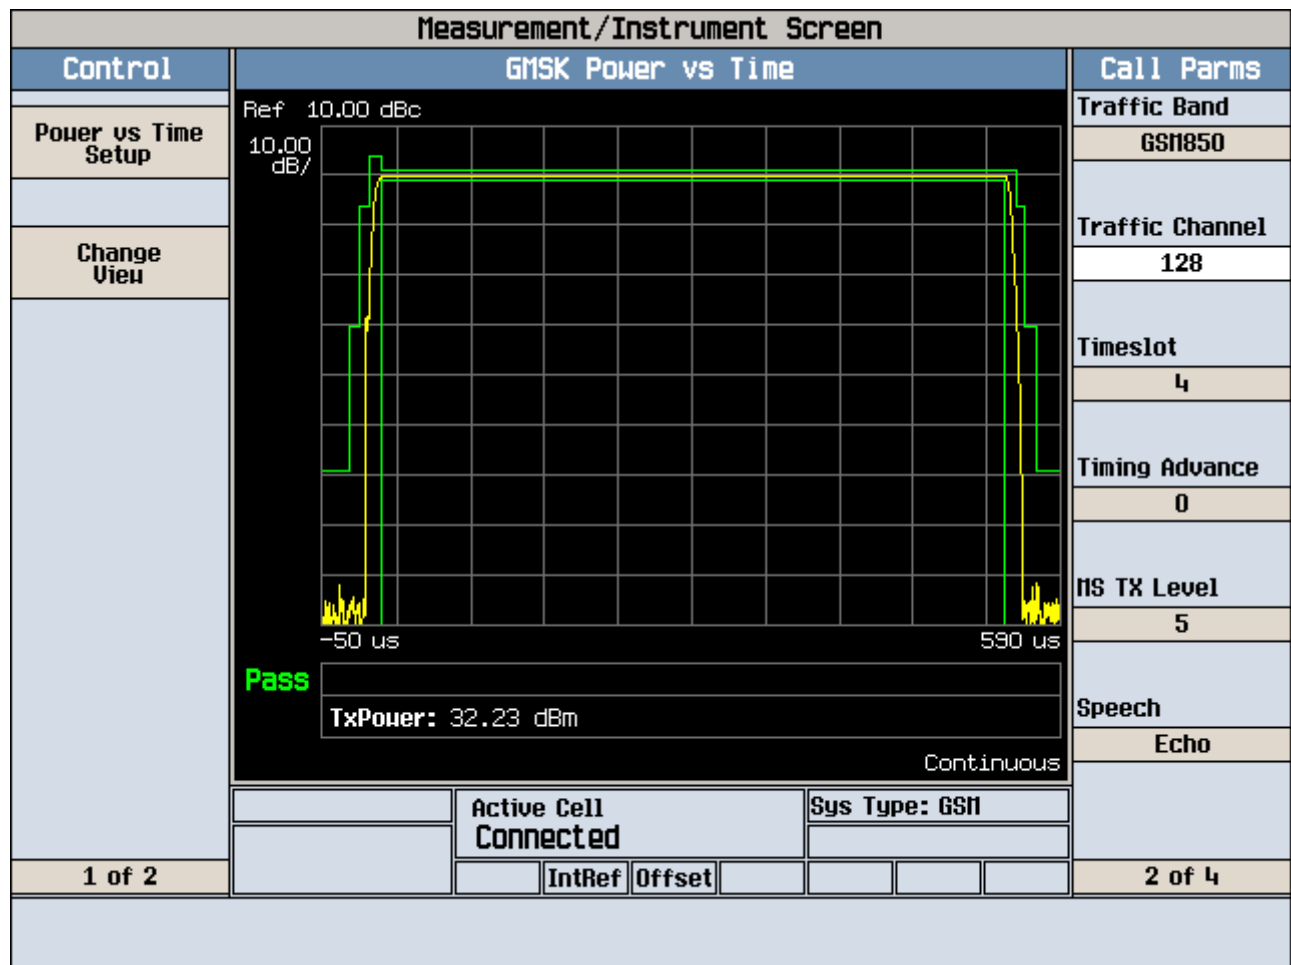 Measurement/Instrument Screen
Control
Power vs Time
Setup
Change
View
1 of 2
GMSK Power vs Time
Ref 10.00 dBc
10.00
dB/
-50 us
590 us
Pass
TxPower: 32.23 dBm
Continuous
Active Cell
Connected
Sys Type: GSM
IntRef
Offset
Call Parms
Traffic Band
GSM850
Traffic Channel
128
Timeslot
4
Timing Advance
0
MS TX Level
5
Speech
Echo
2 of 4